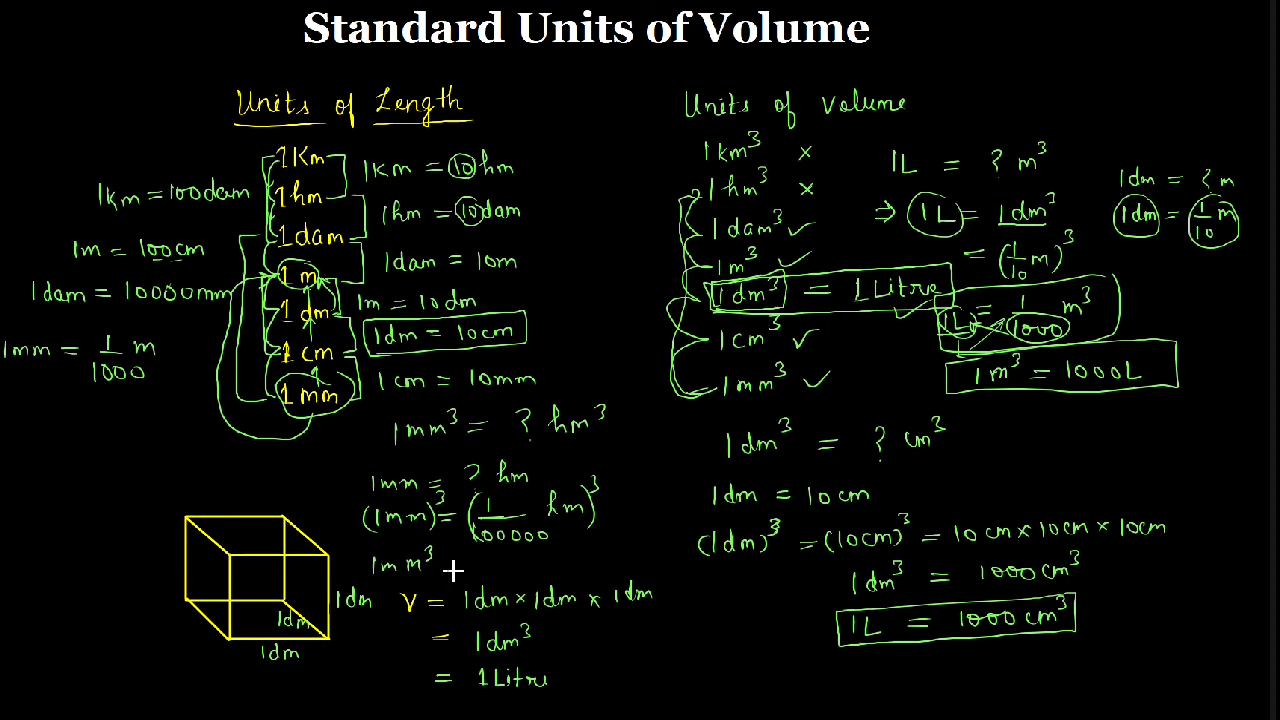 Standard Units of Volume
Units of Length
1Km
1hm
1dam
1m
1dm
1cm
1mm
1km = 100dam
1m = 100cm
1dam = 10000mm
1mm = 1/1000 m
1km = 10hm
1hm = 10dam
1dam = 10m
1m = 10dm
1dm = 10cm
1cm = 10mm
1mm³ = ? hm³
1mm = ? hm
(1mm)³ = (1/100000 hm)³
1mm³
1dm
1dm
1dm
V = 1dm × 1dm × 1dm
= 1dm³
= 1Litre
Units of volume
1km³ ×
1hm³ ×
1dam³ ✓
1m³ ✓
1dm³ = 1Litre
1cm³ ✓
1mm³ ✓
1L = ? m³
⇒ 1L = 1dm³
= (1/10 m)³
1L = 1/1000 m³
1m³ = 1000L
1dm = ? m
1dm = 1/10 m
1dm³ = ? cm³
1dm = 10cm
(1dm)³ = (10cm)³ = 10cm × 10cm × 10cm
1dm³ = 1000cm³
1L = 1000cm³